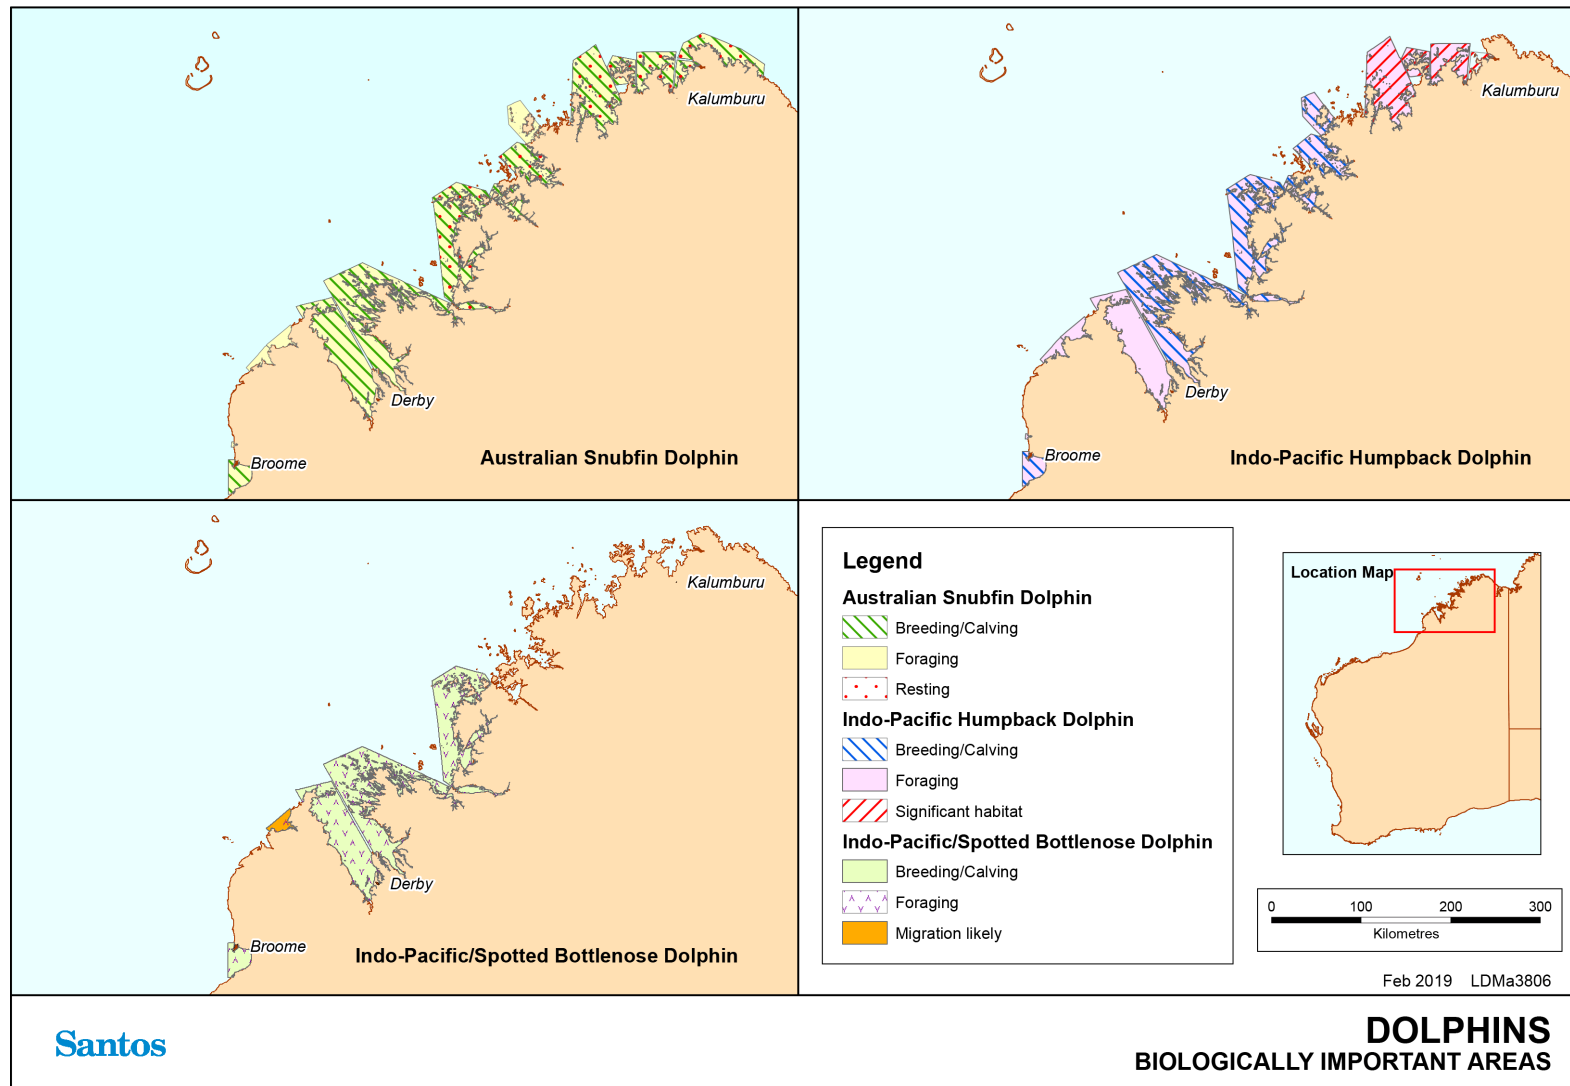 Kalumburu
Derby
Broome
Australian Snubfin Dolphin
Kalumburu
Derby
Broome
Indo-Pacific Humpback Dolphin
Kalumburu
Derby
Broome
Indo-Pacific/Spotted Bottlenose Dolphin
Legend
Australian Snubfin Dolphin
Breeding/Calving
Foraging
Resting
Indo-Pacific Humpback Dolphin
Breeding/Calving
Foraging
Significant habitat
Indo-Pacific/Spotted Bottlenose Dolphin
Breeding/Calving
Foraging
Migration likely
Location Map
0 100 200 300
Kilometres
Feb 2019 LDMa3806
Santos
DOLPHINS
BIOLOGICALLY IMPORTANT AREAS